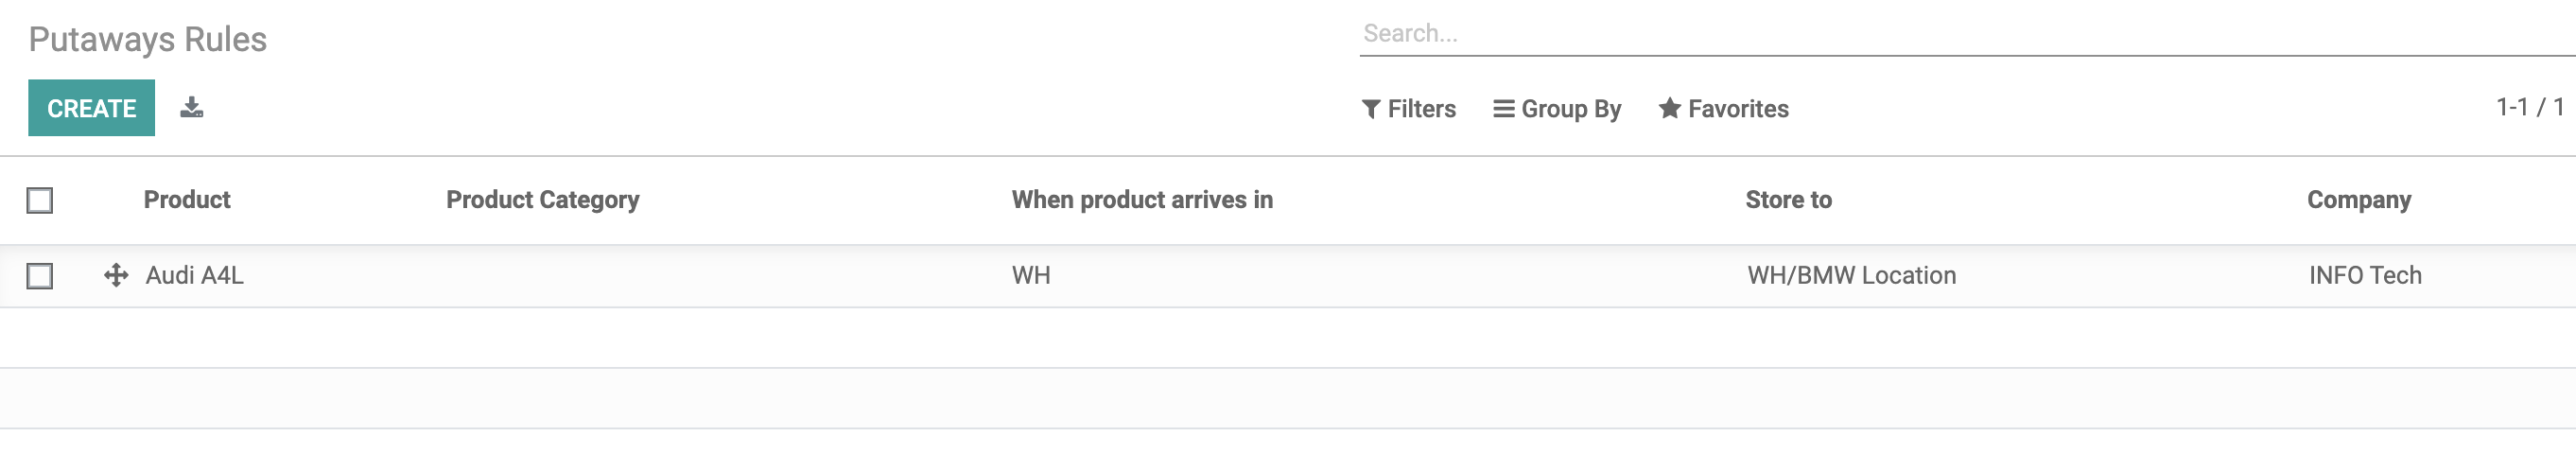 Putaways Rules
Search...
CREATE
Filters
Group By
Favorites
1-1 / 1
Product
Product Category
When product arrives in
Store to
Company
Audi A4L
WH
WH/BMW Location
INFO Tech